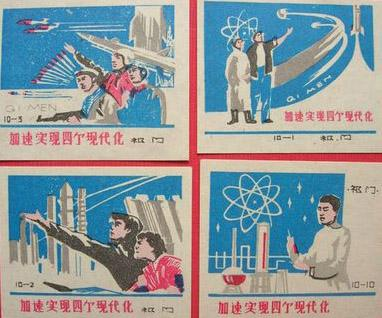 QI MEN
10-3
加速实现四个现代化 祁门
QI MEN
10-1 祁门
加速实现四个现代化
10-2
加速实现四个现代化 祁门
·祁门·
10-10
加速实现四个现代化